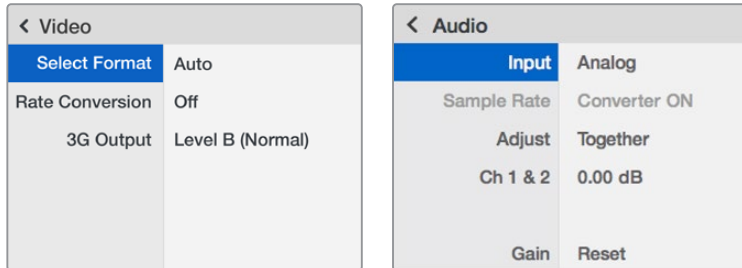 < Video
Select Format Auto
Rate Conversion Off
3G Output Level B (Normal)
< Audio
Input Analog
Sample Rate Converter ON
Adjust Together
Ch 1 & 2 0.00 dB
Gain Reset